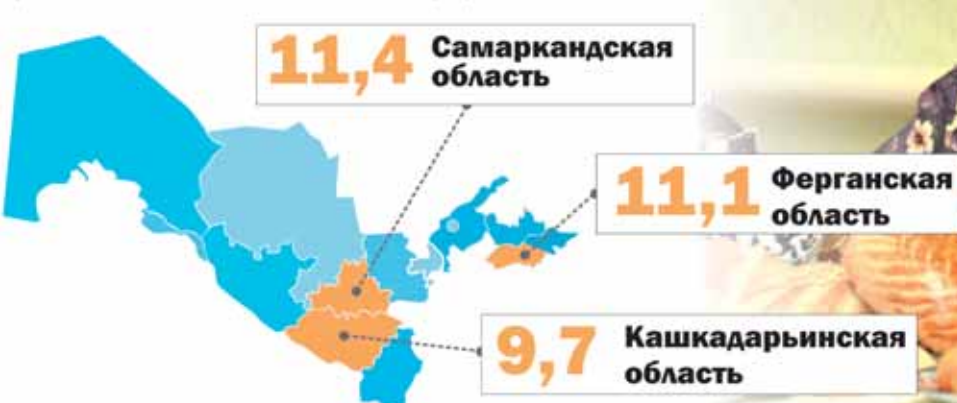 11,4 Самаркандская
область
11,1 Ферганская
область
9,7 Кашкадарьинская
область